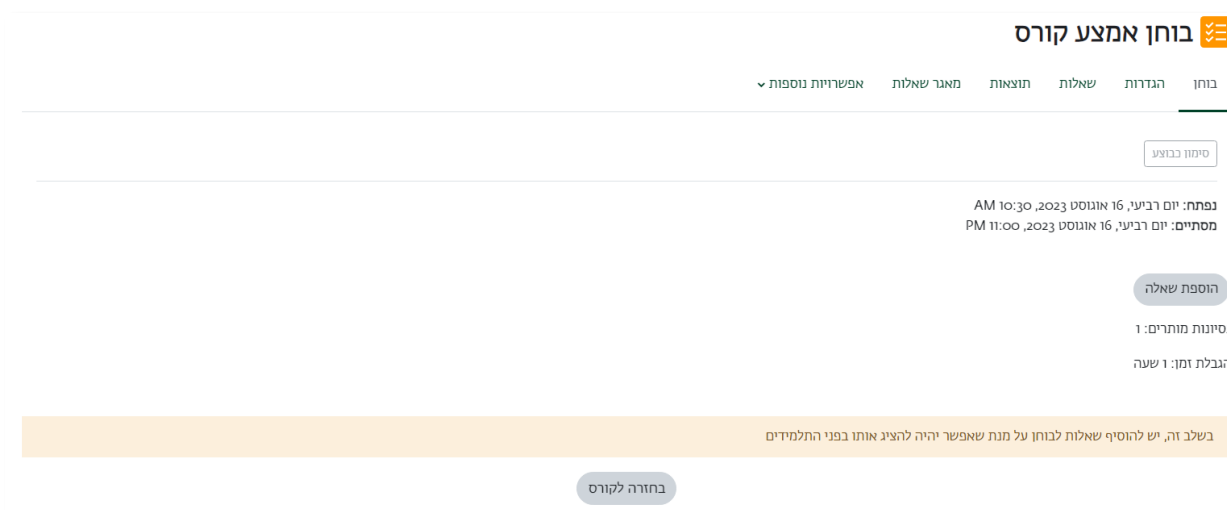 בוחן אמצע קורס
בוחן הגדרות שאלות תוצאות מאגר שאלות אפשרויות נוספות
סימון כבוצע
נפתח: יום רביעי, 16 אוגוסט 2023, 10:30 AM
מסתיים: יום רביעי, 16 אוגוסט 2023, 11:00 PM
הוספת שאלה
נסיונות מותרים: 1
הגבלת זמן: 1 שעה
בשלב זה, יש להוסיף שאלות לבוחן על מנת שאפשר יהיה להציג אותו בפני התלמידים
בחזרה לקורס